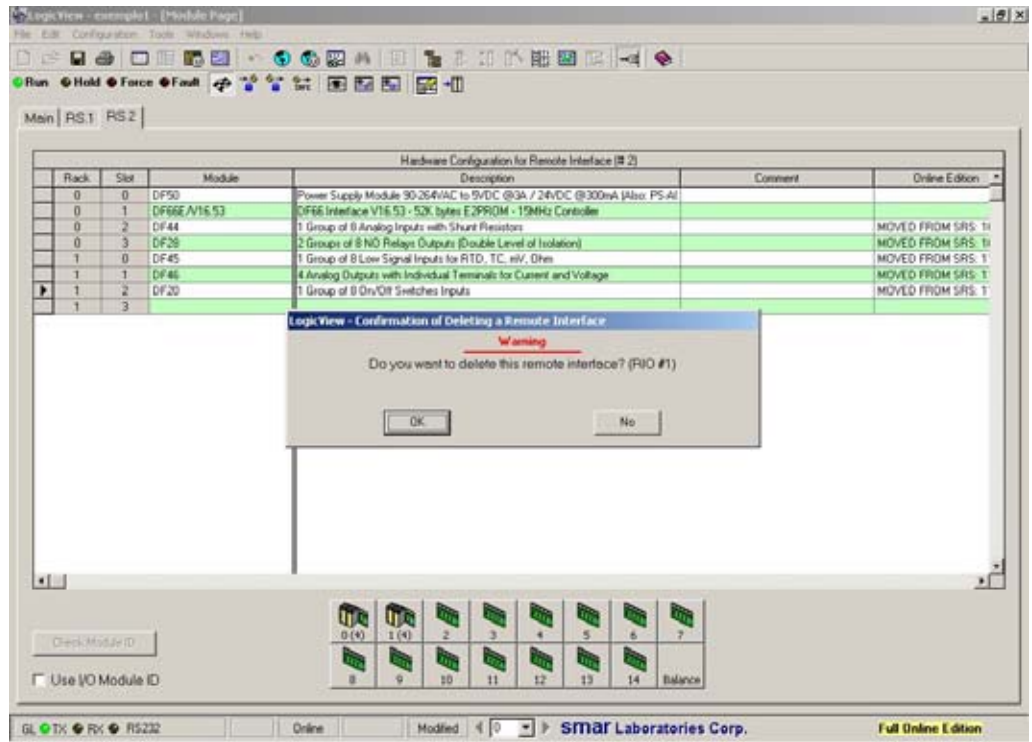 LogicView - exemplo1 - [Module Page]
File Edit Configuration Tools Windows Help
Run Hold Force Fault
Main RS.1 RS.2
Hardware Configuration for Remote Interface (# 2)
Rack Slot Module Description Comment Online Edition
0 0 DF50 Power Supply Module 90-264VAC to 5VDC @3A / 24VDC @300mA (Also: PS-AC
0 1 DF66E/V16.53 DF66 Interface V16.53 - 52K bytes E2PROM - 15MHz Controller
0 2 DF44 1 Group of 8 Analog Inputs with Shunt Resistors MOVED FROM SRS:
0 3 DF28 2 Groups of 8 NO Relays Outputs (Double Level of Isolation) MOVED FROM SRS:
1 0 DF45 1 Group of 8 Low Signal Inputs for RTD, TC, mV, Ohm MOVED FROM SRS:
1 1 DF46 4 Analog Outputs with Individual Terminals for Current and Voltage MOVED FROM SRS:
1 2 DF20 1 Group of 8 On/Off Switches Inputs MOVED FROM SRS:
1 3
LogicView - Confirmation of Deleting a Remote Interface
Warning
Do you want to delete this remote interface? (RIO #1)
OK No
0 (4) 1 (4) 2 3 4 5 6 7
Check Module ID
8 9 10 11 12 13 14 Balance
Use I/O Module ID
GL TX RX RS232 Online Modified 0 smar Laboratories Corp. Full Online Edition